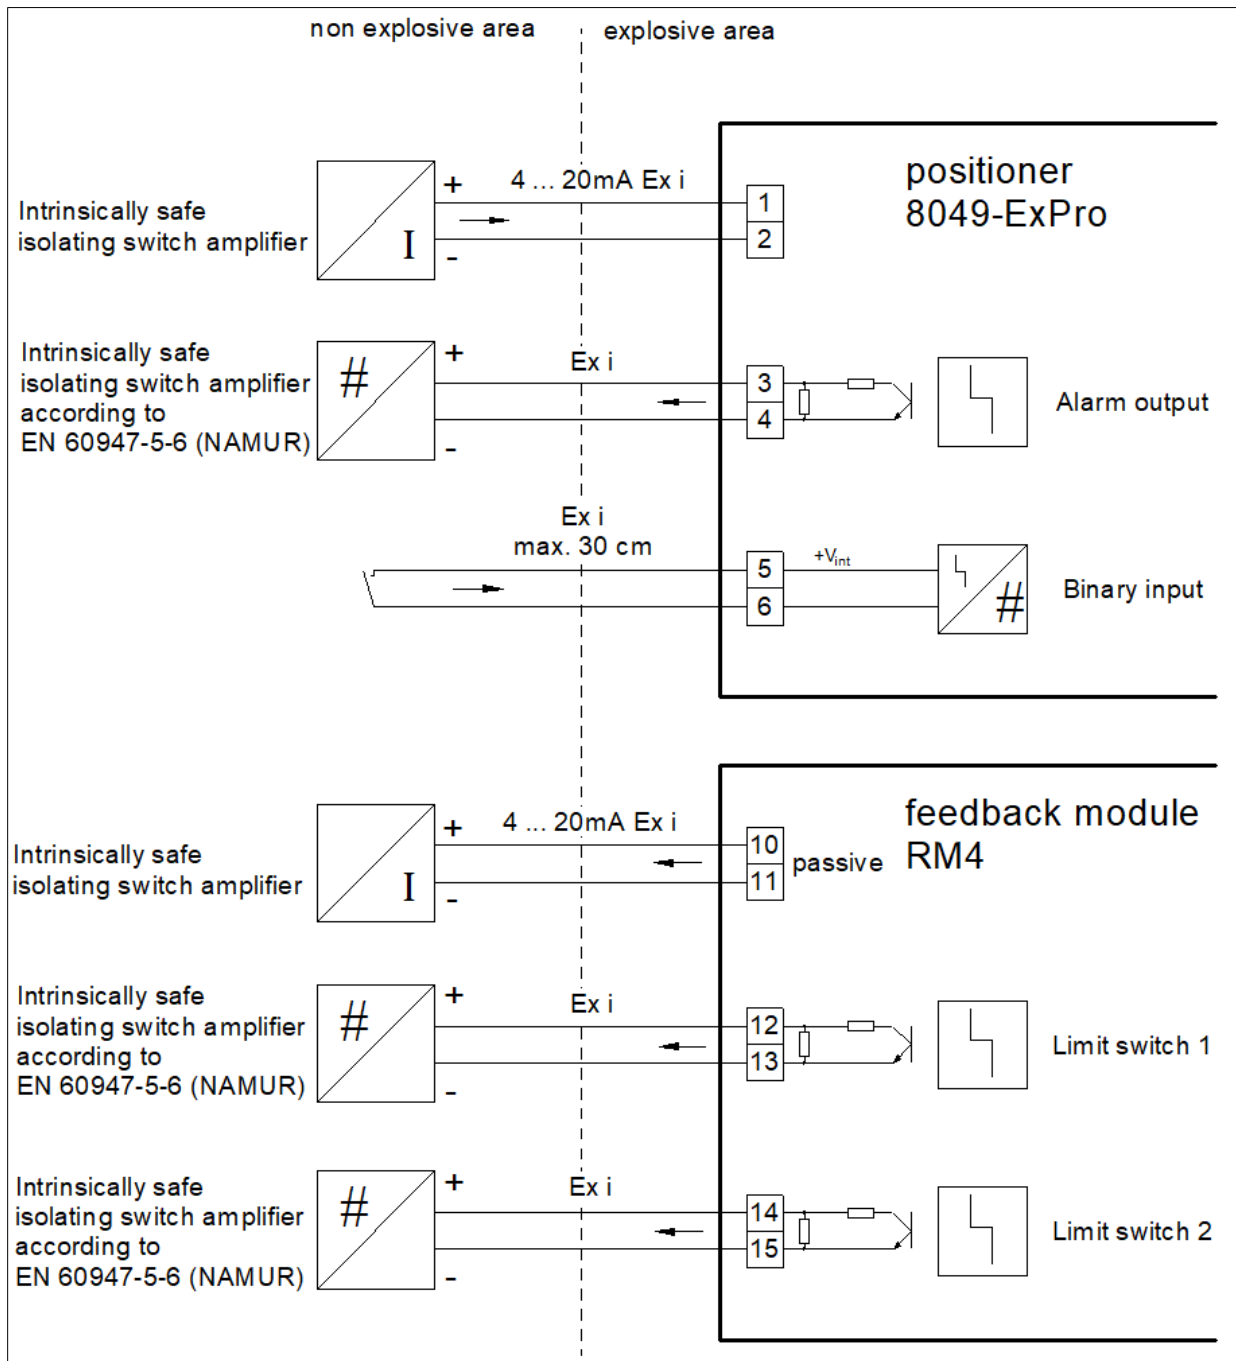 non explosive area
explosive area
positioner
8049-ExPro
Intrinsically safe
isolating switch amplifier
I
+
-
4 ... 20mA Ex i
1
2
Intrinsically safe
isolating switch amplifier
according to
EN 60947-5-6 (NAMUR)
#
+
-
Ex i
3
4
Alarm output
Ex i
max. 30 cm
5
6
+Vint
#
Binary input
feedback module
RM4
Intrinsically safe
isolating switch amplifier
I
+
-
4 ... 20mA Ex i
10
11
passive
Intrinsically safe
isolating switch amplifier
according to
EN 60947-5-6 (NAMUR)
#
+
-
Ex i
12
13
Limit switch 1
Intrinsically safe
isolating switch amplifier
according to
EN 60947-5-6 (NAMUR)
#
+
-
Ex i
14
15
Limit switch 2